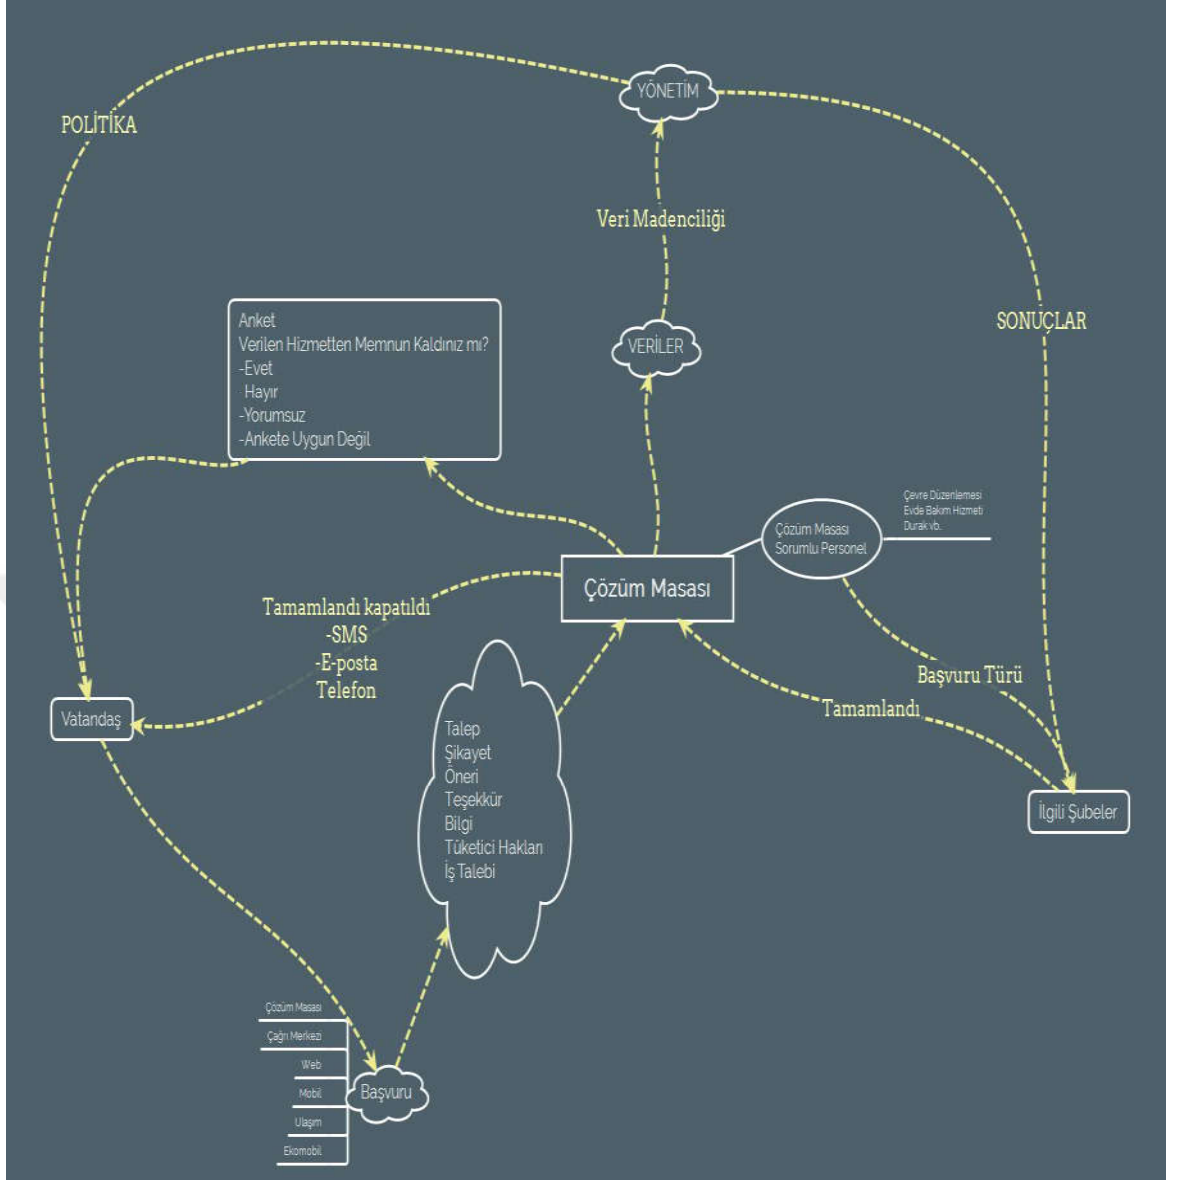 YÖNETİM
POLİTİKA
Veri Madenciliği
SONUÇLAR
VERİLER
Anket
Verilen Hizmetten Memnun Kaldınız mı?
-Evet
Hayır
-Yorumsuz
-Ankete Uygun Değil
Çevre Düzenlemesi
Evde Bakım Hizmeti
Durak vb..
Çözüm Masası
Sorumlu Personel
Çözüm Masası
Tamamlandı kapatıldı
-SMS
-E-posta
Telefon
Başvuru Türü
Tamamlandı
Vatandaş
Talep
Şikayet
Öneri
Teşekkür
Bilgi
Tüketici Hakları
İş Talebi
İlgili Şubeler
Çözüm Masası
Çağrı Merkezi
Web
Mobil
Ulaşım
Ekomobil
Başvuru